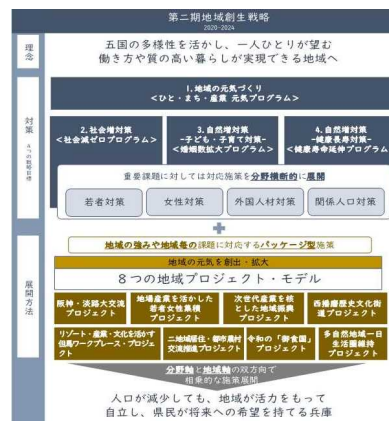 第二期地域創生戦略
2020-2024
理念
五国の多様性を活かし、一人ひとりが望む
働き方や質の高い暮らしが実現できる地域へ
対策
4つの戦略目標
1.地域の元気づくり
<ひと・まち・産業 元気プログラム>
2.社会増対策
<社会減ゼロプログラム>
3.自然増対策
-子ども・子育て対策-
<婚姻数拡大プログラム>
4.自然増対策
-健康長寿対策-
<健康寿命延伸プログラム>
重要課題に対しては対応施策を分野横断的に展開
若者対策
女性対策
外国人材対策
関係人口対策
展開方法
地域の強みや地域毎の課題に対応するパッケージ型施策
地域の元気を創出・拡大
8つの地域プロジェクト・モデル
阪神・淡路大交流
プロジェクト
地場産業を活かした
若者女性集積
プロジェクト
次世代産業を核
とした地域振興
プロジェクト
西播磨歴史文化街
道プロジェクト
リゾート・産業・文化を活かす
但馬ワークプレース・プロジェ
クト
二地域居住・都市農村
交流推進プロジェクト
令和の「御食国」
プロジェクト
多自然地域一日
生活圏維持
プロジェクト
分野軸と地域軸の双方向で
相乗的な施策展開
人口が減少しても、地域が活力をもって
自立し、県民が将来への希望を持てる兵庫